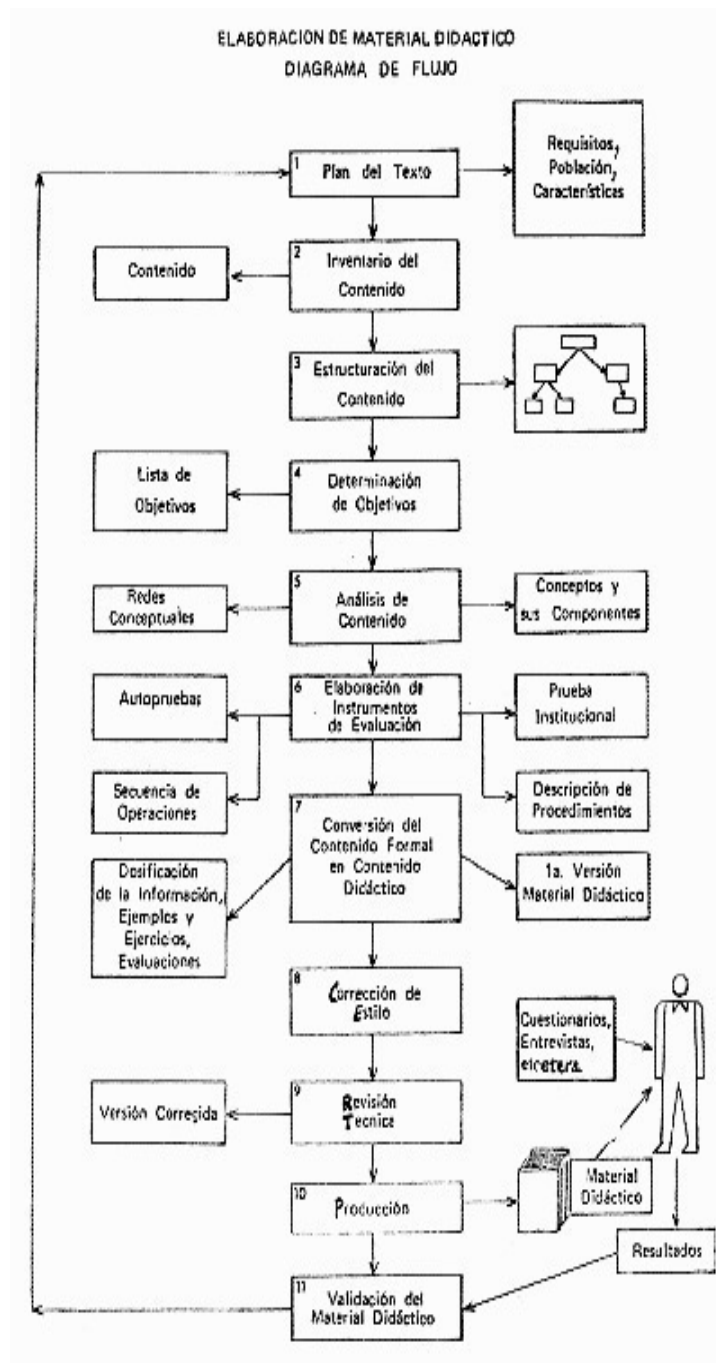 ELABORACION DE MATERIAL DIDACTICO
DIAGRAMA DE FLUJO
1
Plan del Texto
Requisitos,
Población,
Características
2
Inventario del
Contenido
Contenido
3
Estructuración del
Contenido
4
Determinación
de Objetivos
Lista de
Objetivos
5
Análisis de
Contenido
Redes
Conceptuales
Conceptos y
sus Componentes
6
Elaboración de
Instrumentos
de Evaluación
Autopruebas
Prueba
Institucional
Secuencia de
Operaciones
Descripción de
Procedimientos
7
Conversión del
Contenido Formal
en Contenido
Didáctico
Dosificación
de la Información,
Ejemplos y
Ejercicios,
Evaluaciones
1a. Versión
Material Didáctico
8
Corrección de
Estilo
Cuestionarios,
Entrevistas,
etcetera.
9
Revisión
Tecnica
Versión Corregida
10
Producción
Material
Didáctico
Resultados
11
Validación del
Material Didáctico